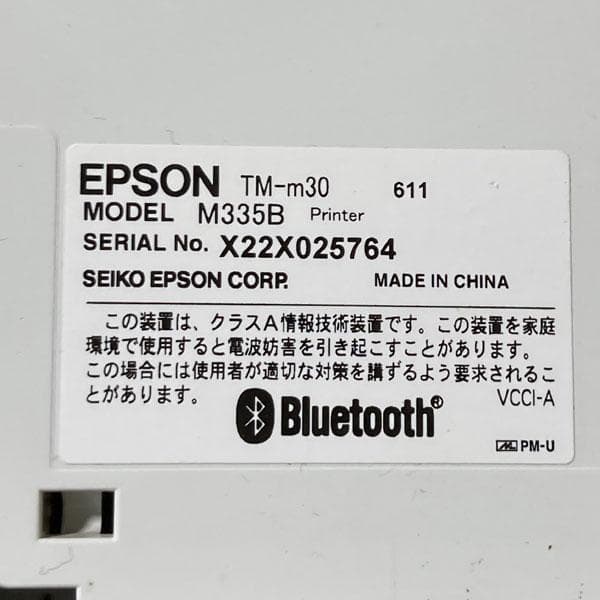 EPSON TM-m30 611
MODEL M335B Printer
SERIAL No. X22X025764
SEIKO EPSON CORP. MADE IN CHINA
この装置は、クラスA情報技術装置です。この装置を家庭
環境で使用すると電波妨害を引き起こすことがあります。
この場合には使用者が適切な対策を講ずるよう要求されるこ
とがあります。 VCCI-A
Bluetooth®
PM-U